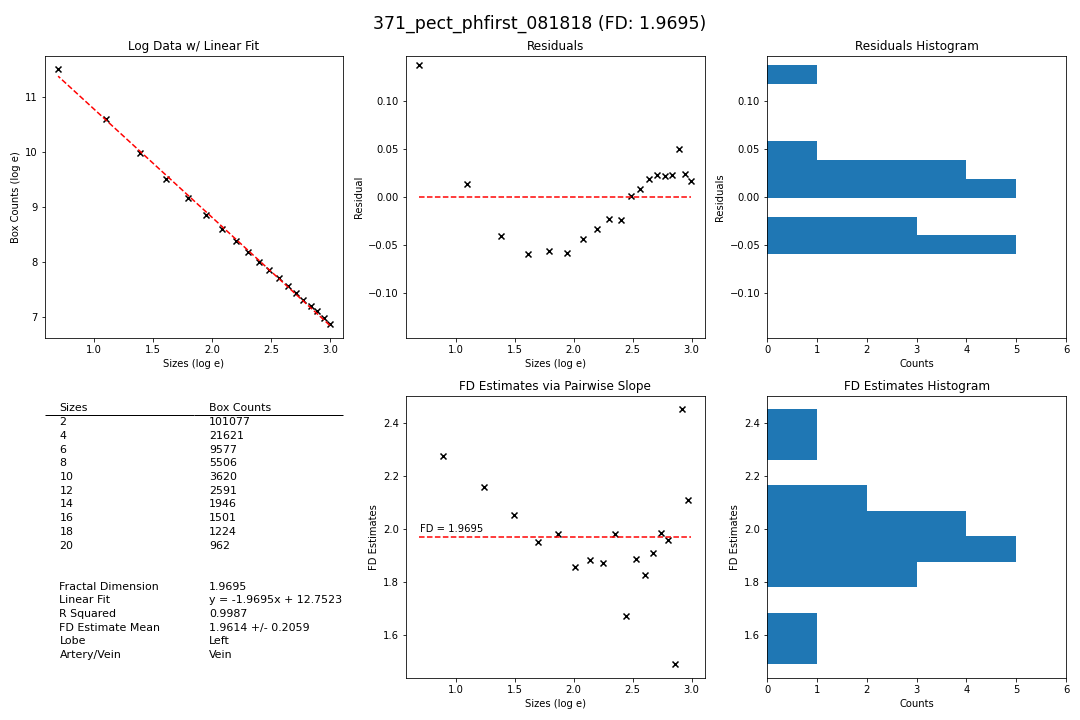 371_pect_phfirst_081818 (FD: 1.9695)
Log Data w/ Linear Fit
Box Counts (log e)
11
10
9
8
7
1.0 1.5 2.0 2.5 3.0
Sizes (log e)
Residuals
Residual
0.10
0.05
0.00
−0.05
−0.10
1.0 1.5 2.0 2.5 3.0
Sizes (log e)
Residuals Histogram
Residuals
0.10
0.05
0.00
−0.05
−0.10
0 1 2 3 4 5 6
Counts
Sizes Box Counts
2 101077
4 21621
6 9577
8 5506
10 3620
12 2591
14 1946
16 1501
18 1224
20 962
Fractal Dimension 1.9695
Linear Fit y = -1.9695x + 12.7523
R Squared 0.9987
FD Estimate Mean 1.9614 +/- 0.2059
Lobe Left
Artery/Vein Vein
FD Estimates via Pairwise Slope
FD Estimates
2.4
2.2
2.0
1.8
1.6
FD = 1.9695
1.0 1.5 2.0 2.5 3.0
Sizes (log e)
FD Estimates Histogram
FD Estimates
2.4
2.2
2.0
1.8
1.6
0 1 2 3 4 5 6
Counts